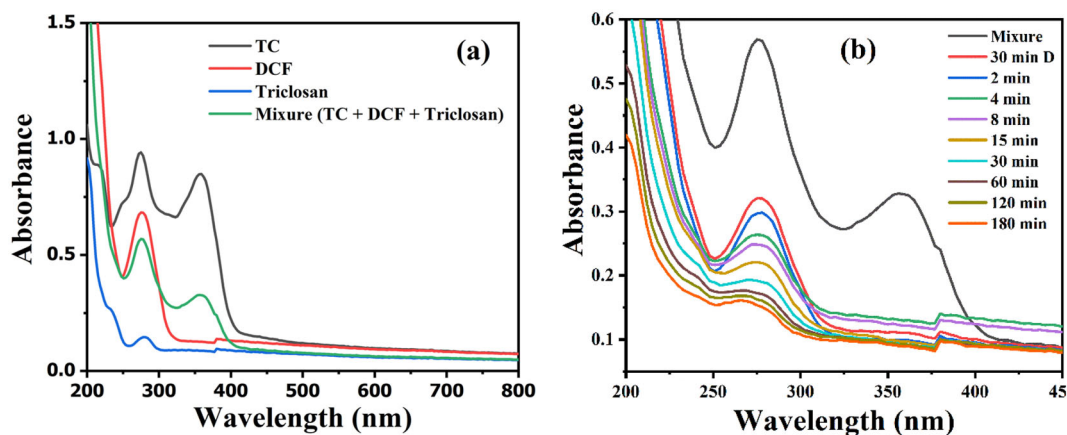 (a)
TC
DCF
Triclosan
Mixure (TC + DCF + Triclosan)
Absorbance
1.5
1.0
0.5
0.0
200
300
400
500
600
700
800
Wavelength (nm)
(b)
Mixure
30 min D
2 min
4 min
8 min
15 min
30 min
60 min
120 min
180 min
Absorbance
0.6
0.5
0.4
0.3
0.2
0.1
200
250
300
350
400
45
Wavelength (nm)